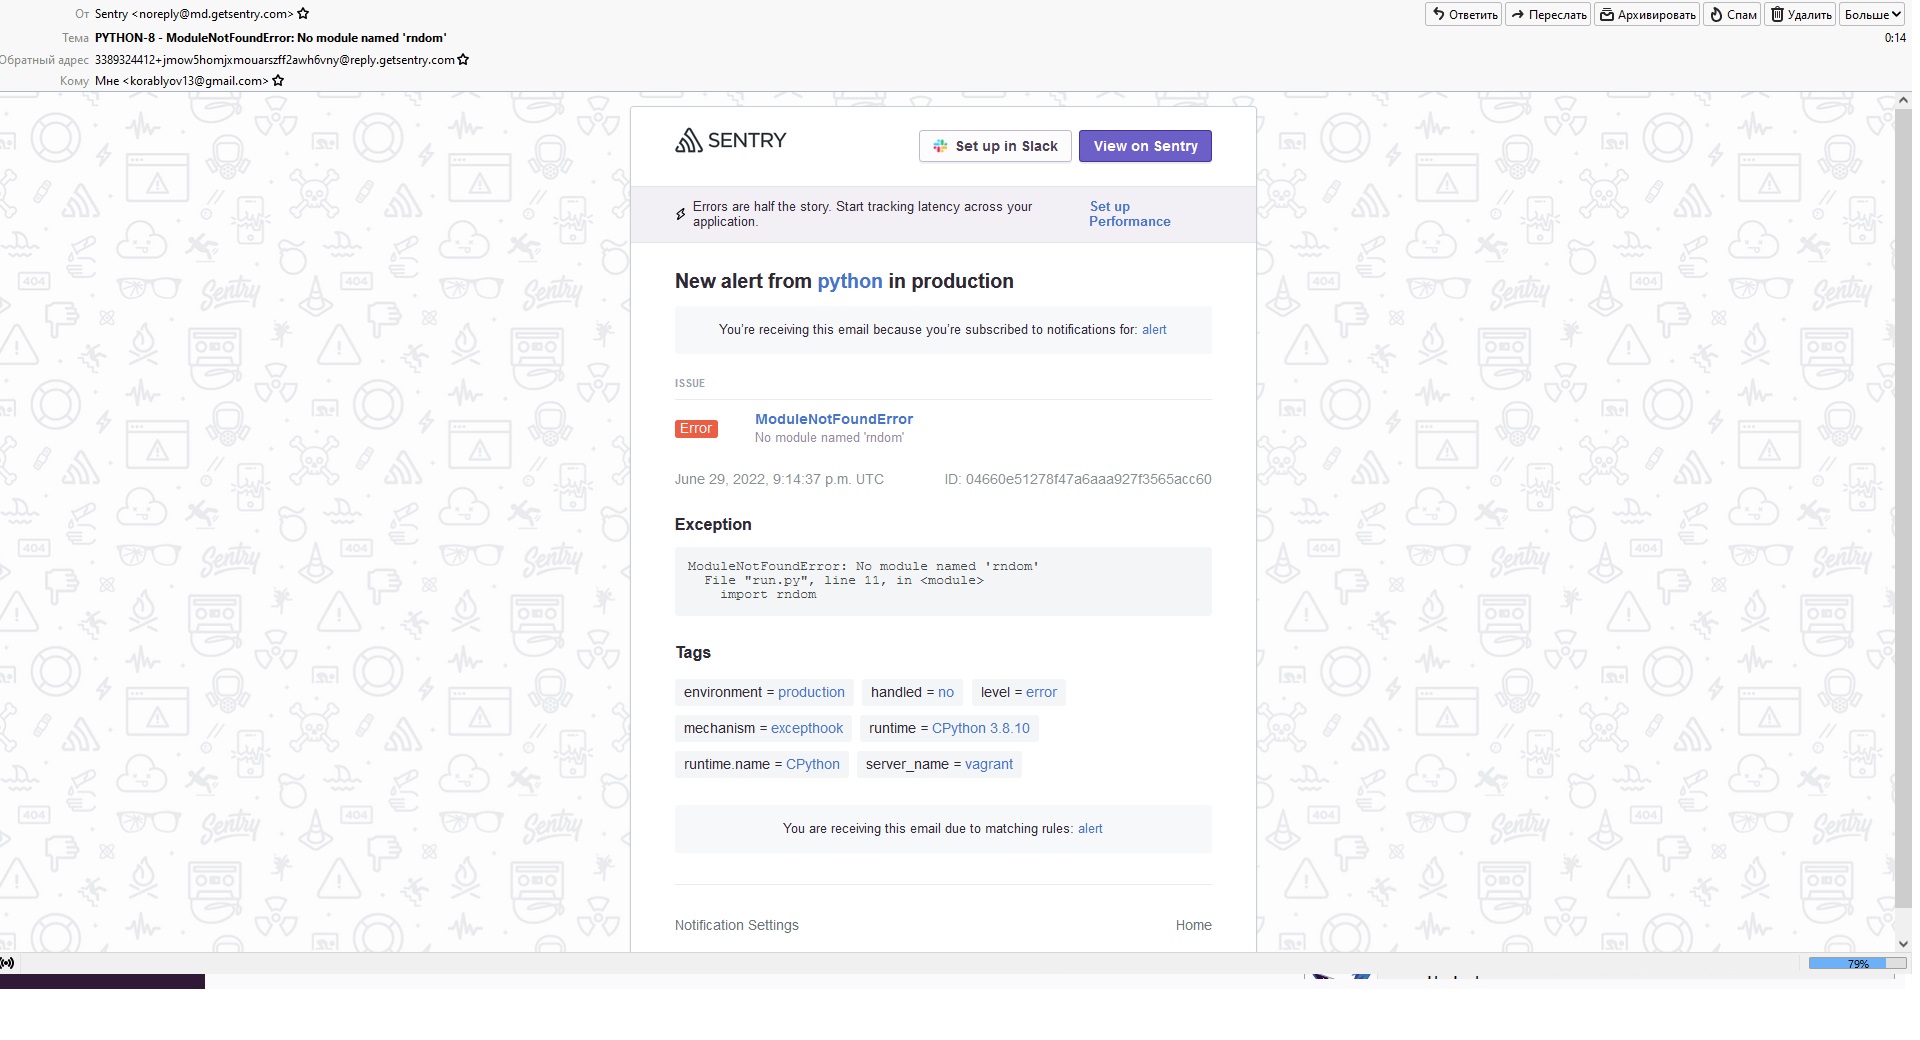 От Sentry <noreply@md.getsentry.com>
Ответить
Переслать
Архивировать
Спам
Удалить
Больше
Тема PYTHON-8 - ModuleNotFoundError: No module named 'rndom'
0:14
Обратный адрес 3389324412+jmow5homjxmouarszff2awh6vny@reply.getsentry.com
Кому Мне <korablyov13@gmail.com>
SENTRY
Set up in Slack
View on Sentry
Errors are half the story. Start tracking latency across your
application.
Set up
Performance
New alert from python in production
You're receiving this email because you're subscribed to notifications for: alert
ISSUE
Error
ModuleNotFoundError
No module named 'rndom'
June 29, 2022, 9:14:37 p.m. UTC
ID: 04660e51278f47a6aaa927f3565acc60
Exception
ModuleNotFoundError: No module named 'rndom'
File "run.py", line 11, in <module>
import rndom
Tags
environment = production
handled = no
level = error
mechanism = excepthook
runtime = CPython 3.8.10
runtime.name = CPython
server_name = vagrant
You are receiving this email due to matching rules: alert
Notification Settings
Home
79%